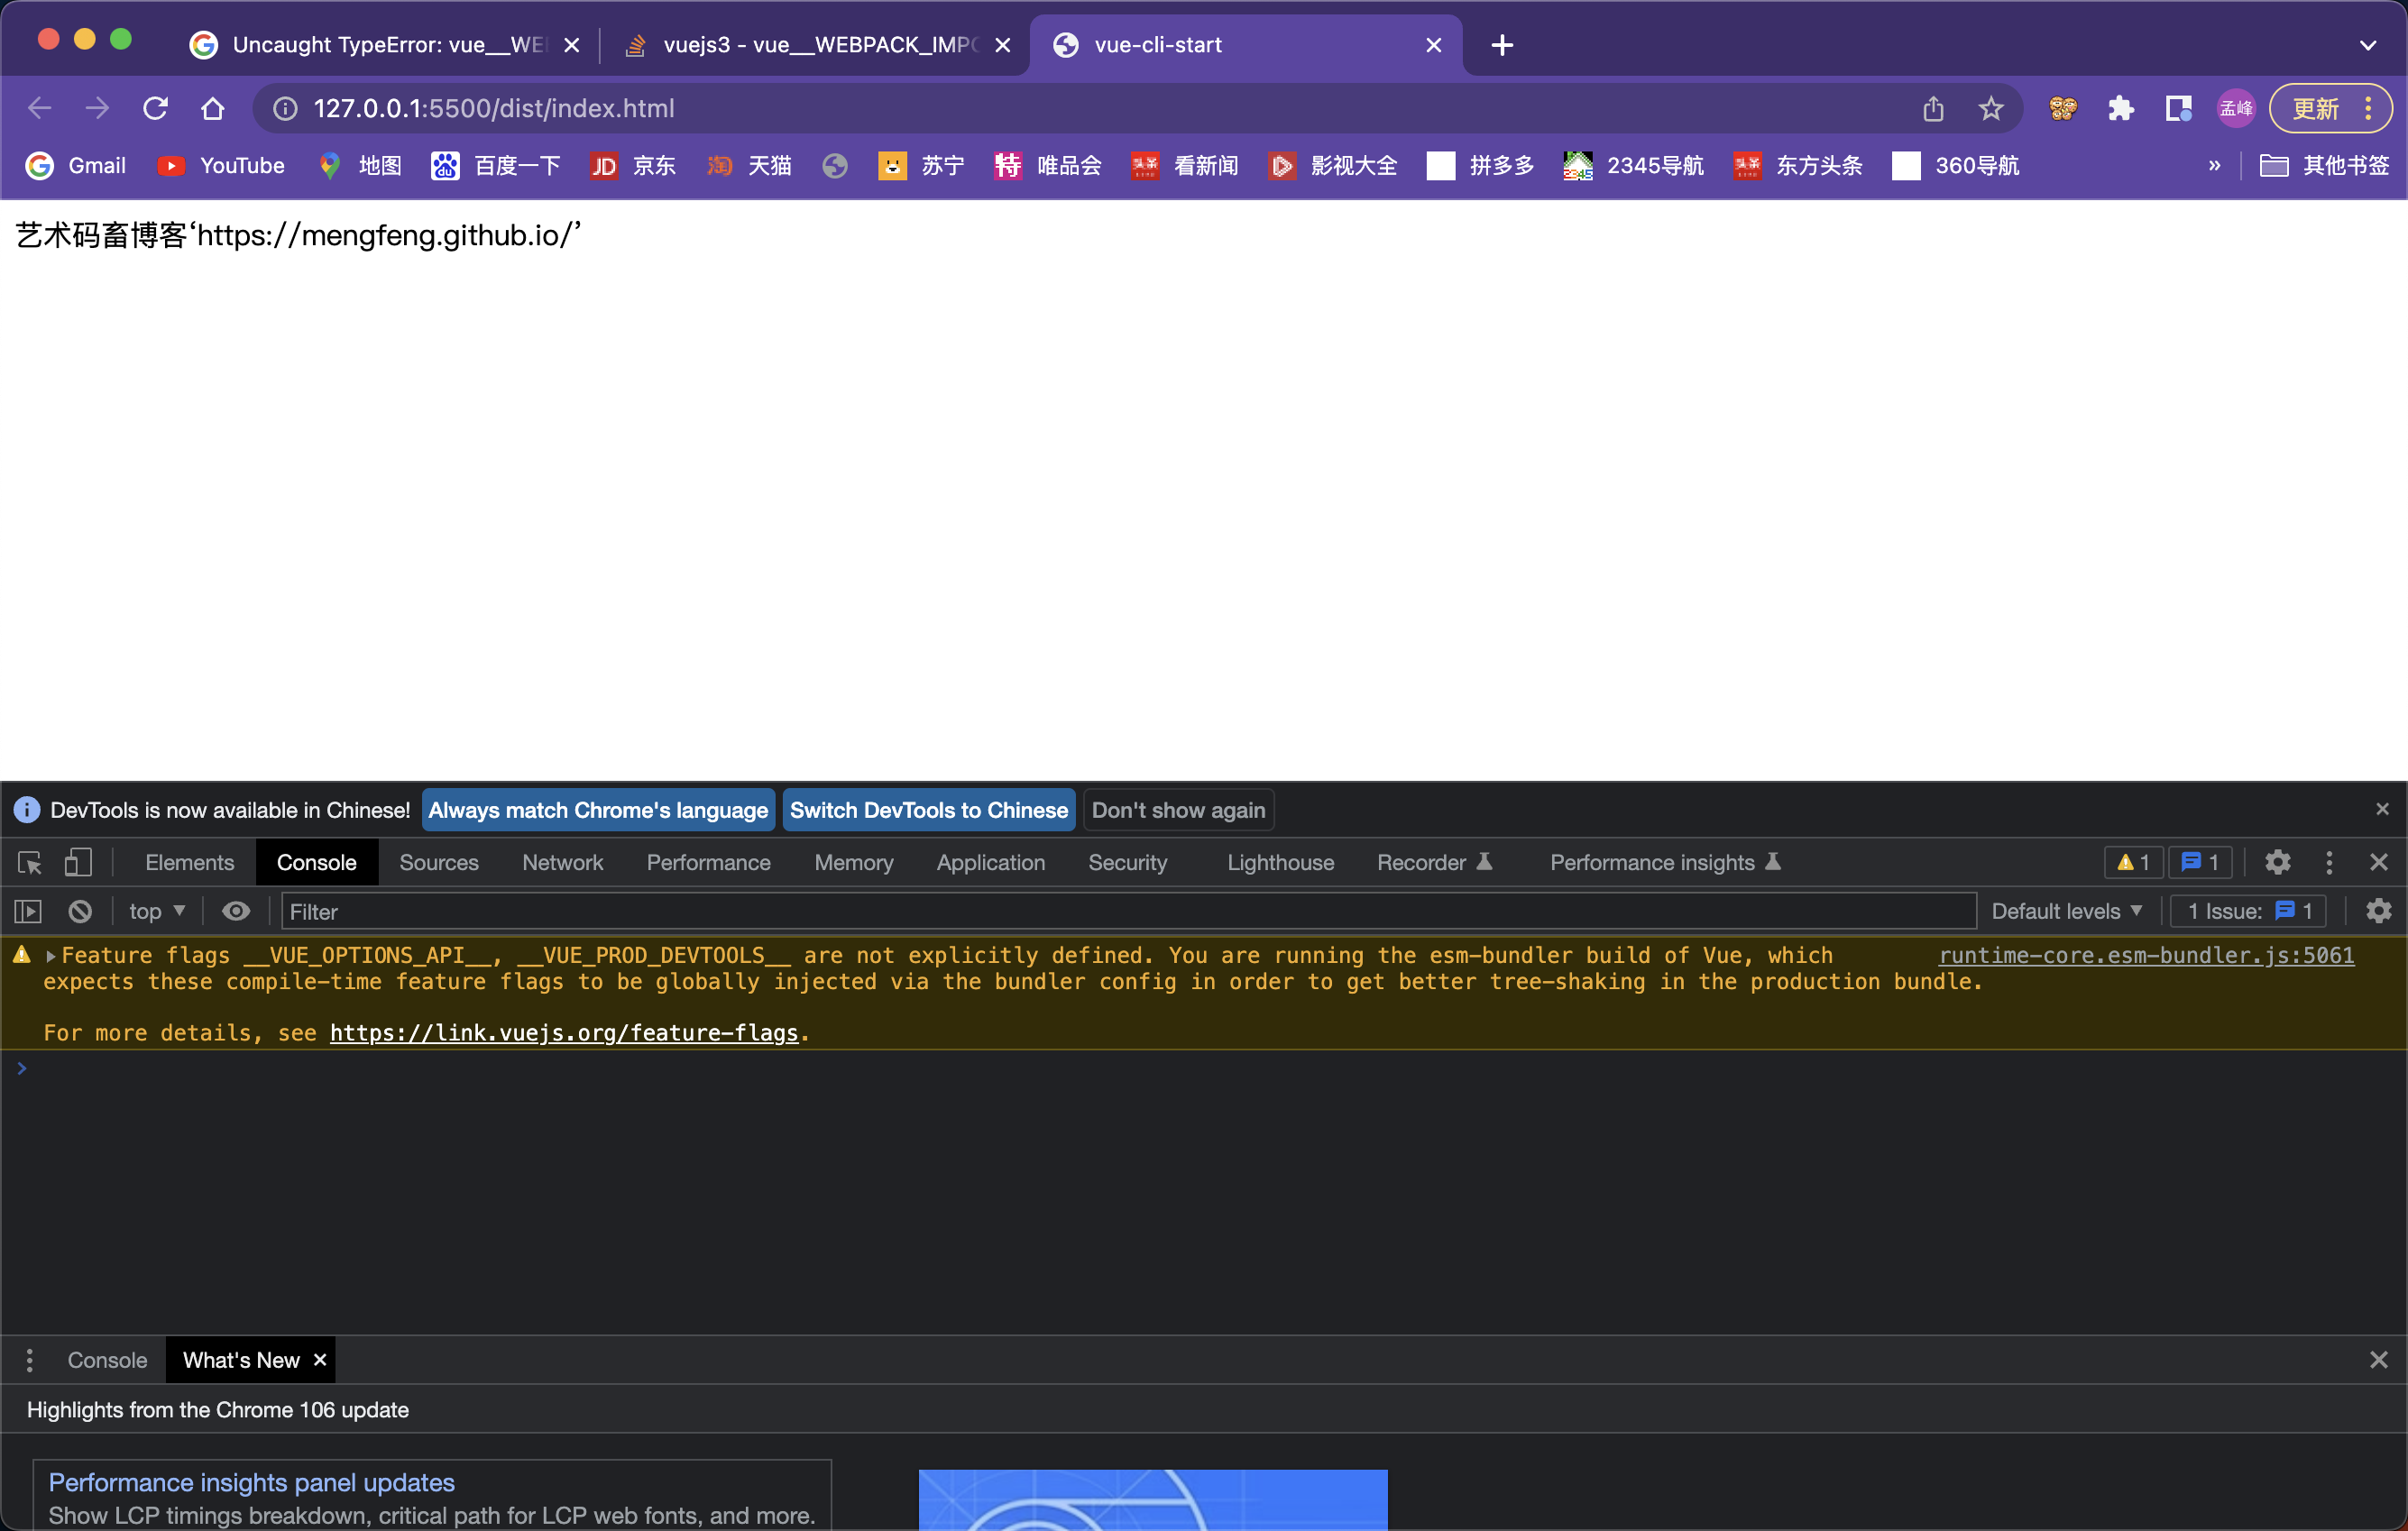 Uncaught TypeError: vue__WE
vuejs3 - vue__WEBPACK_IMPO
vue-cli-start
127.0.0.1:5500/dist/index.html
孟峰
更新
Gmail
YouTube
地图
百度一下
JD
京东
淘
天猫
苏宁
特
唯品会
头条
看新闻
影视大全
拼多多
2345
2345导航
头条
东方头条
360导航
»
其他书签
艺术码畜博客‘https://mengfeng.github.io/’
DevTools is now available in Chinese! Always match Chrome's language Switch DevTools to Chinese Don't show again
Elements Console Sources Network Performance Memory Application Security Lighthouse Recorder Performance insights 1 1
top Filter Default levels 1 Issue: 1
Feature flags __VUE_OPTIONS_API__, __VUE_PROD_DEVTOOLS__ are not explicitly defined. You are running the esm-bundler build of Vue, which runtime-core.esm-bundler.js:5061
expects these compile-time feature flags to be globally injected via the bundler config in order to get better tree-shaking in the production bundle.
For more details, see https://link.vuejs.org/feature-flags.
Console What's New
Highlights from the Chrome 106 update
Performance insights panel updates
Show LCP timings breakdown, critical path for LCP web fonts, and more.